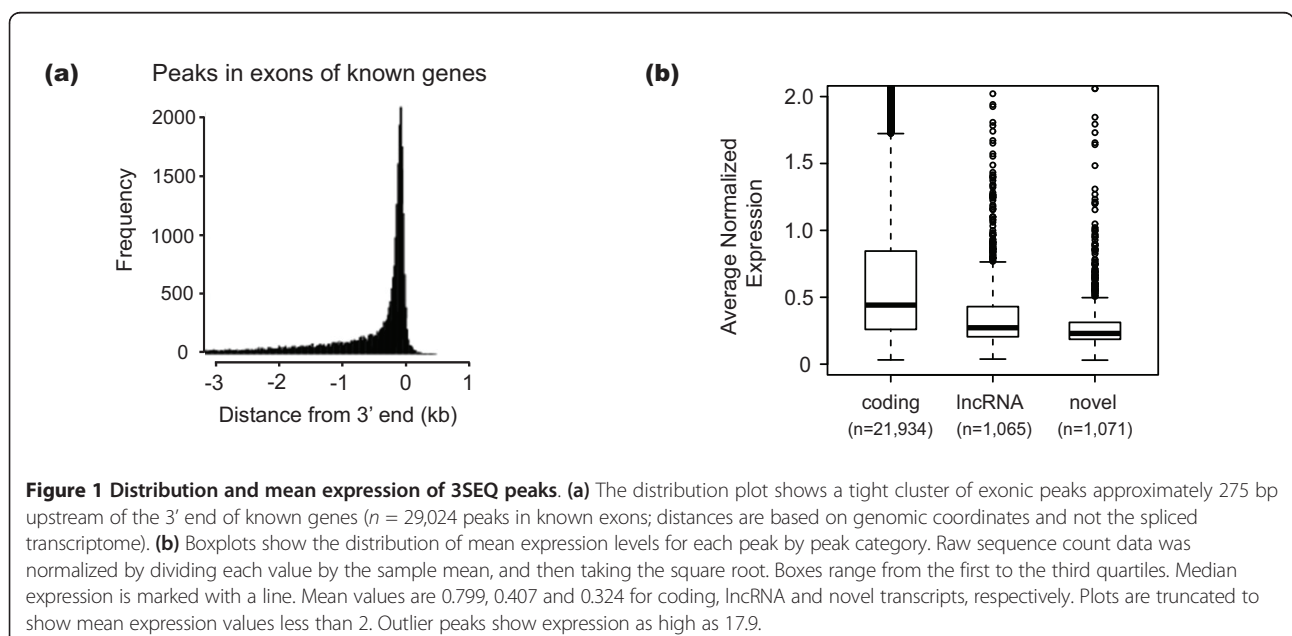 (a)
Peaks in exons of known genes
2000
1500
1000
500
0
Frequency
-3 -2 -1 0 1
Distance from 3' end (kb)
(b)
2.0
1.5
1.0
0.5
0
Average Normalized
Expression
coding lncRNA novel
(n=21,934) (n=1,065) (n=1,071)
Figure 1 Distribution and mean expression of 3SEQ peaks. (a) The distribution plot shows a tight cluster of exonic peaks approximately 275 bp
upstream of the 3’ end of known genes (n = 29,024 peaks in known exons; distances are based on genomic coordinates and not the spliced
transcriptome). (b) Boxplots show the distribution of mean expression levels for each peak by peak category. Raw sequence count data was
normalized by dividing each value by the sample mean, and then taking the square root. Boxes range from the first to the third quartiles. Median
expression is marked with a line. Mean values are 0.799, 0.407 and 0.324 for coding, lncRNA and novel transcripts, respectively. Plots are truncated to
show mean expression values less than 2. Outlier peaks show expression as high as 17.9.